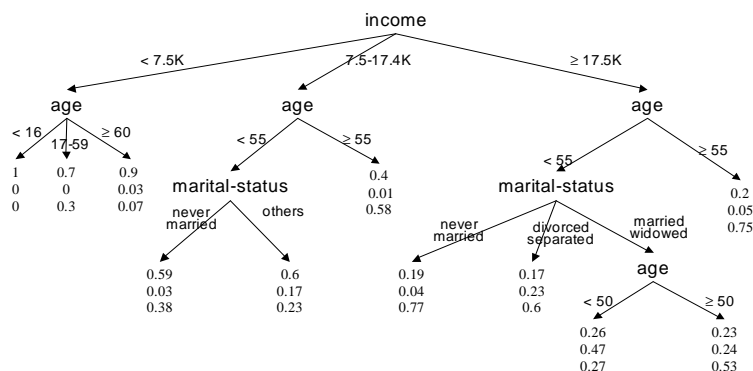 income
< 7.5K 7.5-17.4K ≥ 17.5K
age age age
< 16 17-59 ≥ 60 < 55 ≥ 55 < 55 ≥ 55
1 0.7 0.9
0 0 0.03
0 0.3 0.07
marital-status
0.4
0.01
0.58
marital-status
0.2
0.05
0.75
never
married
others
never
married
divorced
separated
married
widowed
0.59
0.03
0.38
0.6
0.17
0.23
0.19
0.04
0.77
0.17
0.23
0.6
age
< 50 ≥ 50
0.26
0.47
0.27
0.23
0.24
0.53